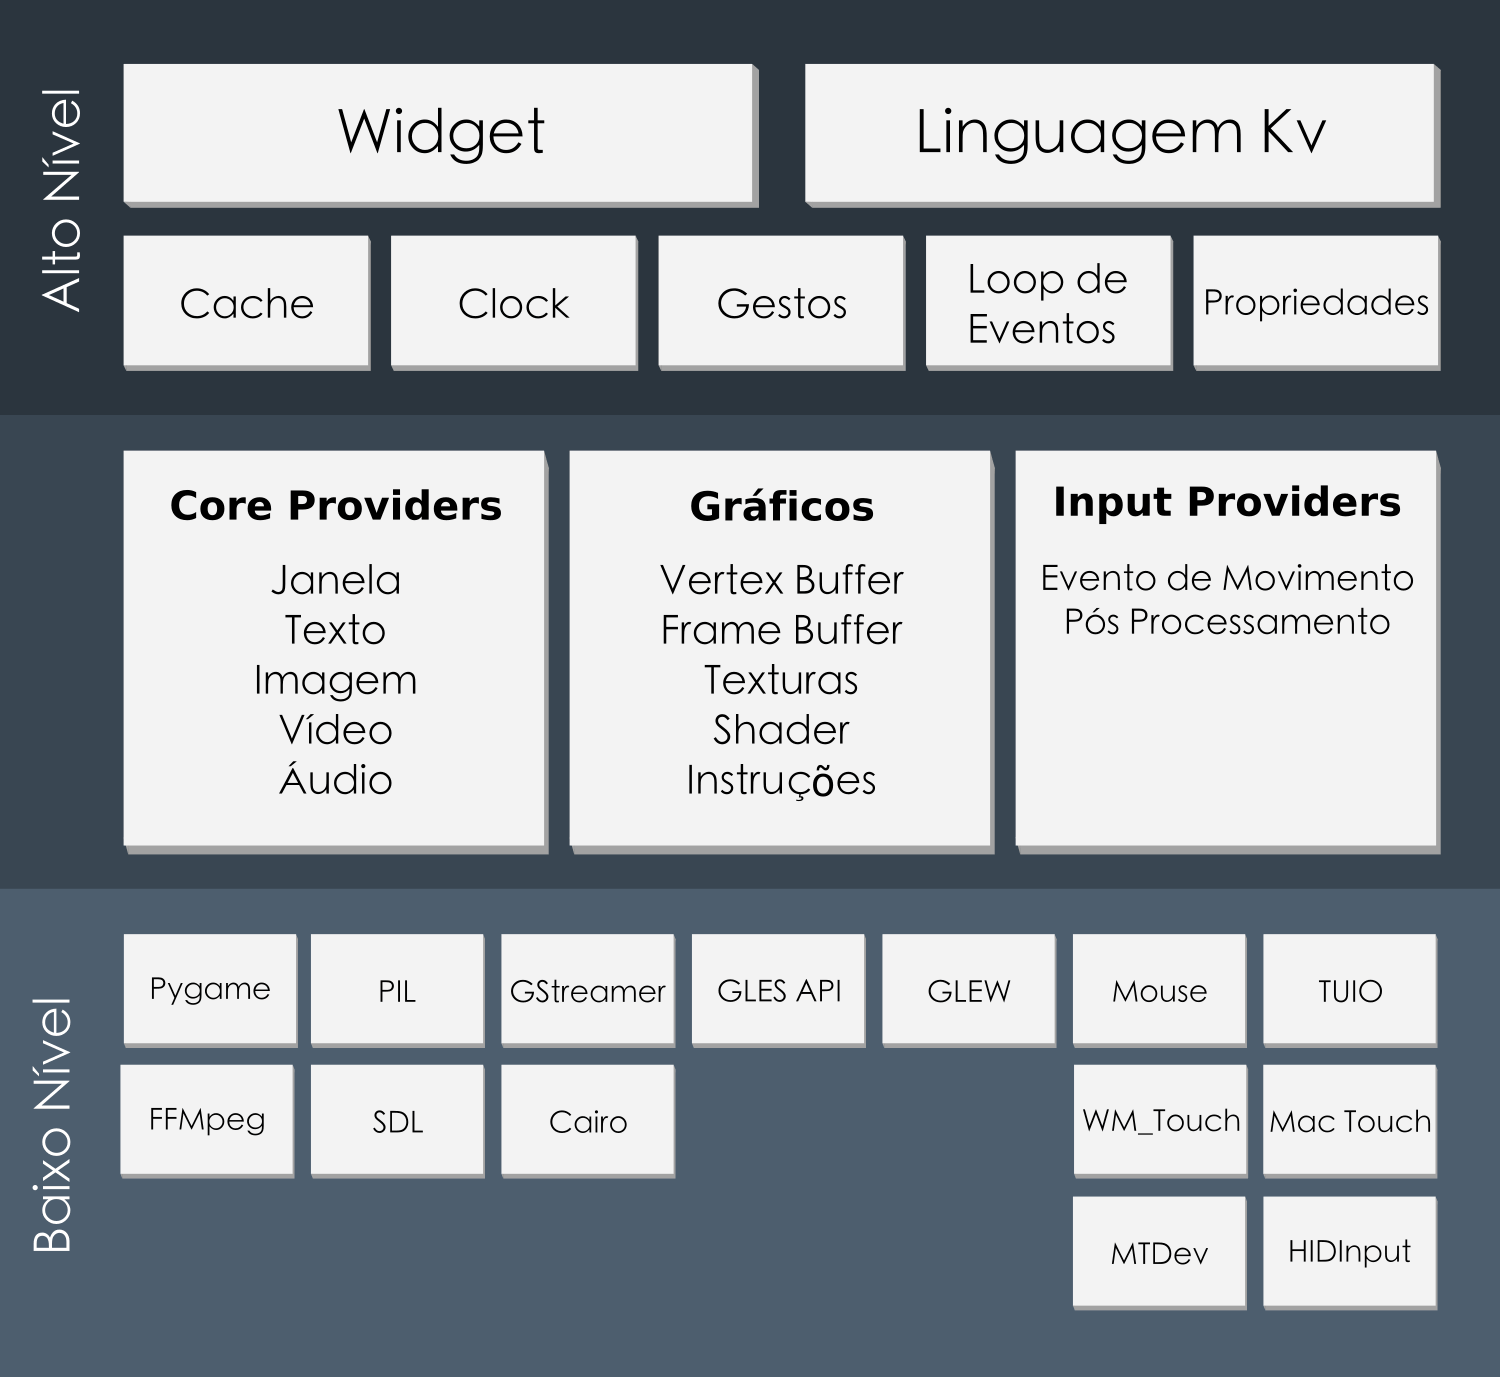 Alto Nível
Widget
Linguagem Kv
Cache
Clock
Gestos
Loop de
Eventos
Propriedades
Core Providers
Janela
Texto
Imagem
Vídeo
Áudio
Gráficos
Vertex Buffer
Frame Buffer
Texturas
Shader
Instruções
Input Providers
Evento de Movimento
Pós Processamento
Baixo Nível
Pygame
PIL
GStreamer
GLES API
GLEW
Mouse
TUIO
FFMpeg
SDL
Cairo
WM_Touch
Mac Touch
MTDev
HIDInput